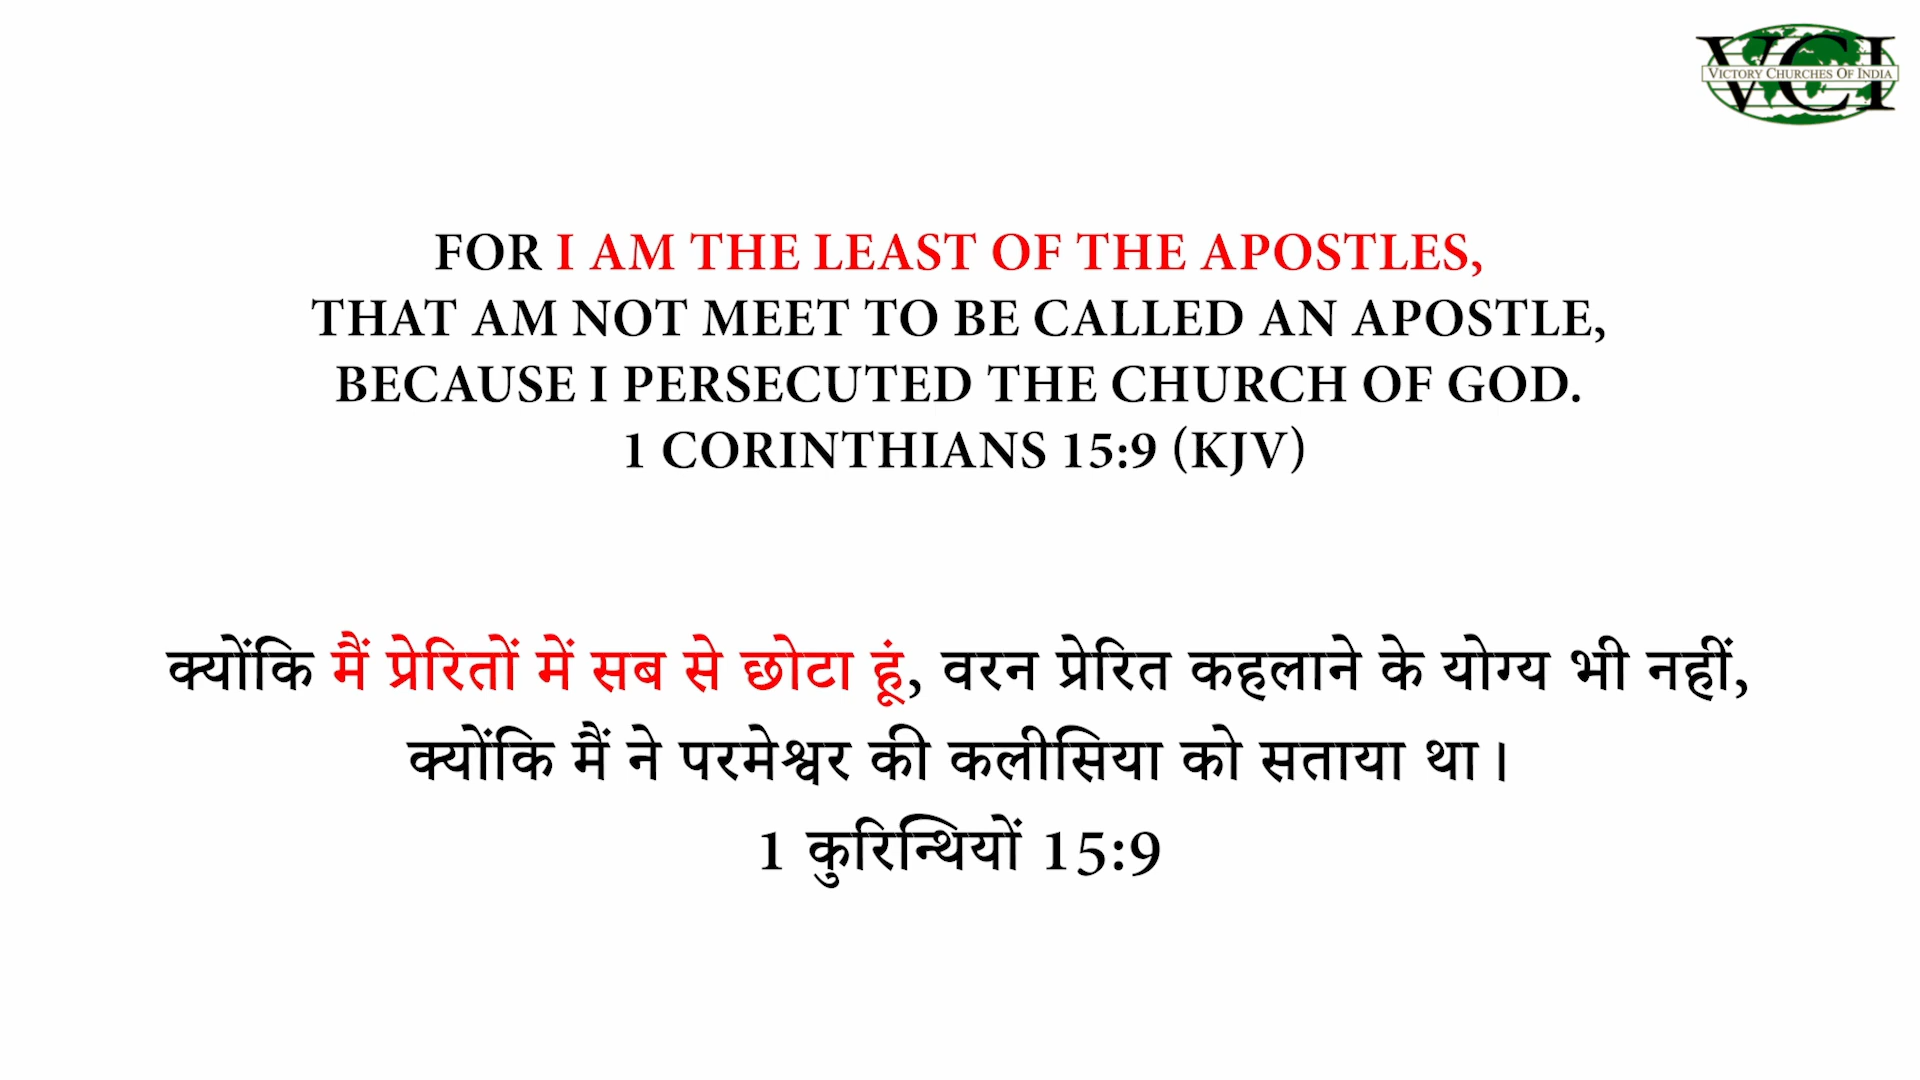 VCI
VICTORY CHURCHES OF INDIA
FOR I AM THE LEAST OF THE APOSTLES,
THAT AM NOT MEET TO BE CALLED AN APOSTLE,
BECAUSE I PERSECUTED THE CHURCH OF GOD.
1 CORINTHIANS 15:9 (KJV)
क्योंकि मैं प्रेरितों में सब से छोटा हूं, वरन प्रेरित कहलाने के योग्य भी नहीं,
क्योंकि मैं ने परमेश्वर की कलीसिया को सताया था।
1 कुरिन्थियों 15:9